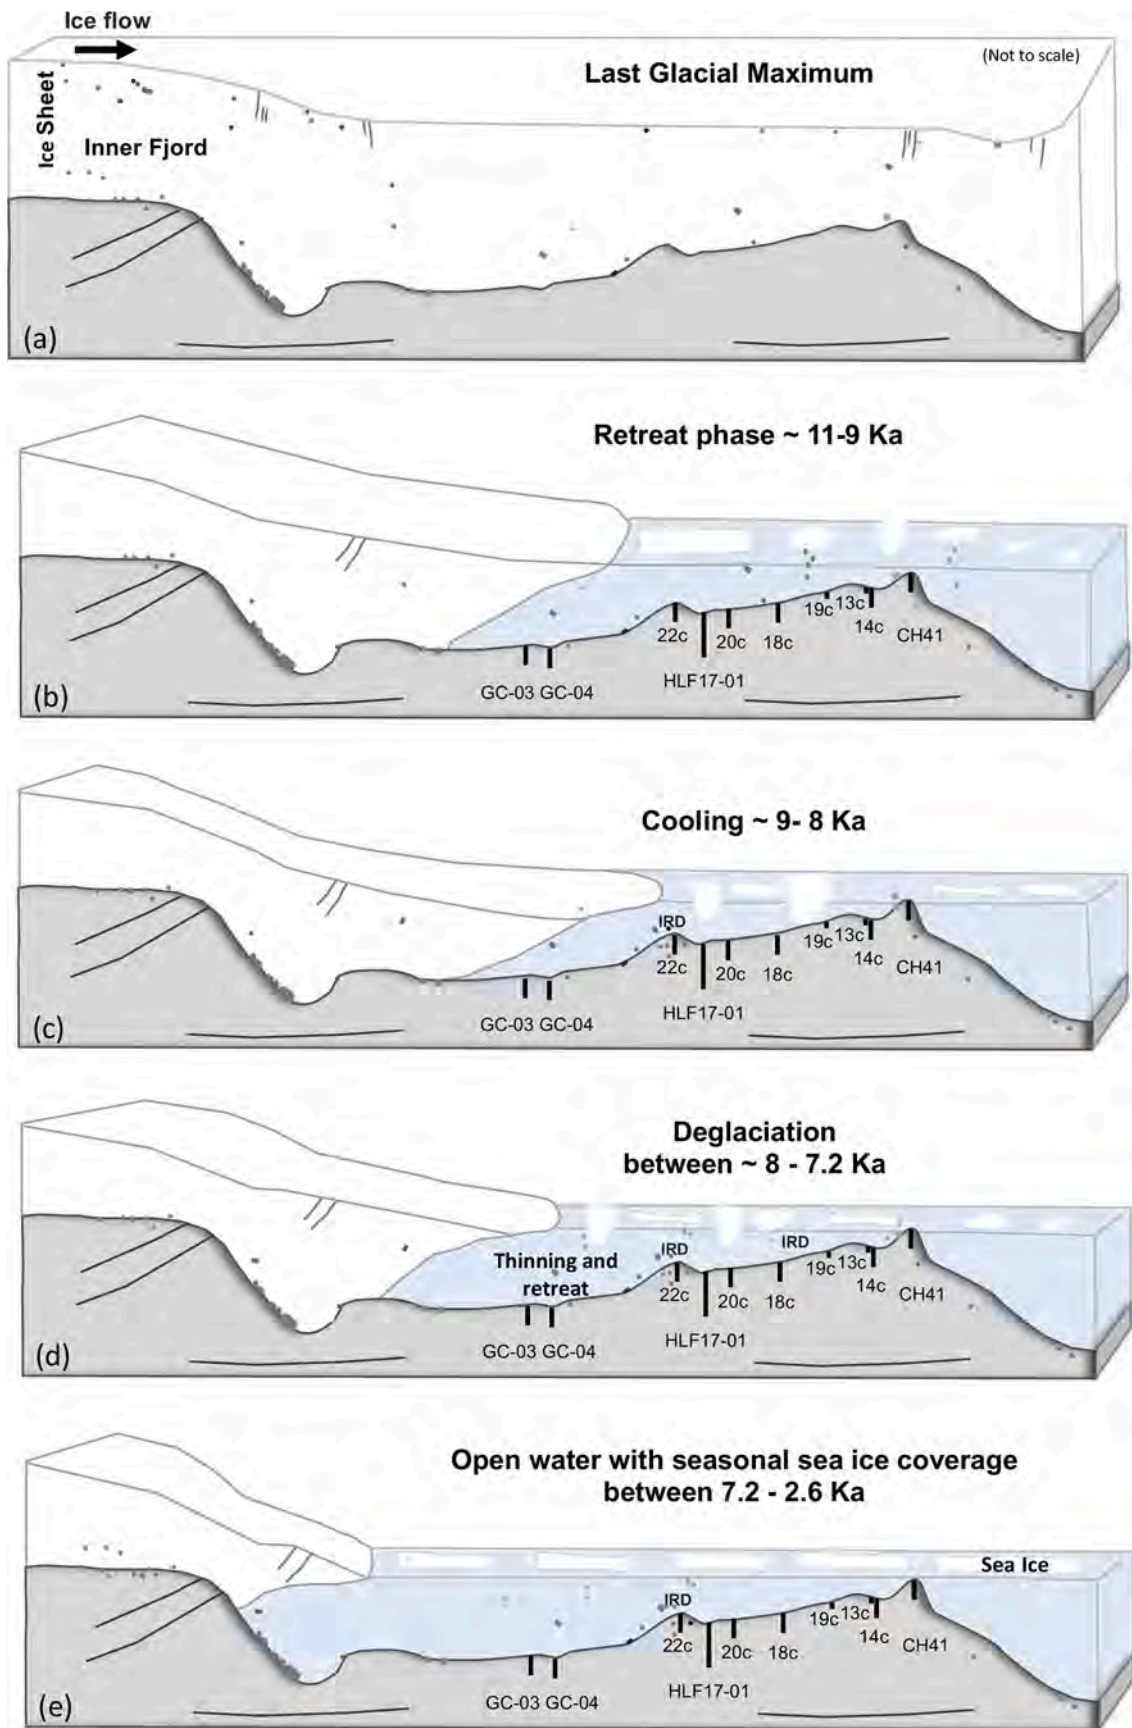 Ice flow
(Not to scale)
Last Glacial Maximum
Ice Sheet
Inner Fjord
(a)
Retreat phase ~ 11-9 Ka
22c
20c
18c
19c
13c
14c
CH41
HLF17-01
GC-03 GC-04
(b)
Cooling ~ 9- 8 Ka
IRD
22c
20c
18c
19c
13c
14c
CH41
HLF17-01
GC-03 GC-04
(c)
Deglaciation
between ~ 8 - 7.2 Ka
IRD
IRD
Thinning and
retreat
22c
20c
18c
19c
13c
14c
CH41
HLF17-01
GC-03 GC-04
(d)
Open water with seasonal sea ice coverage
between 7.2 - 2.6 Ka
Sea Ice
IRD
22c
20c
18c
19c
13c
14c
CH41
HLF17-01
GC-03 GC-04
(e)